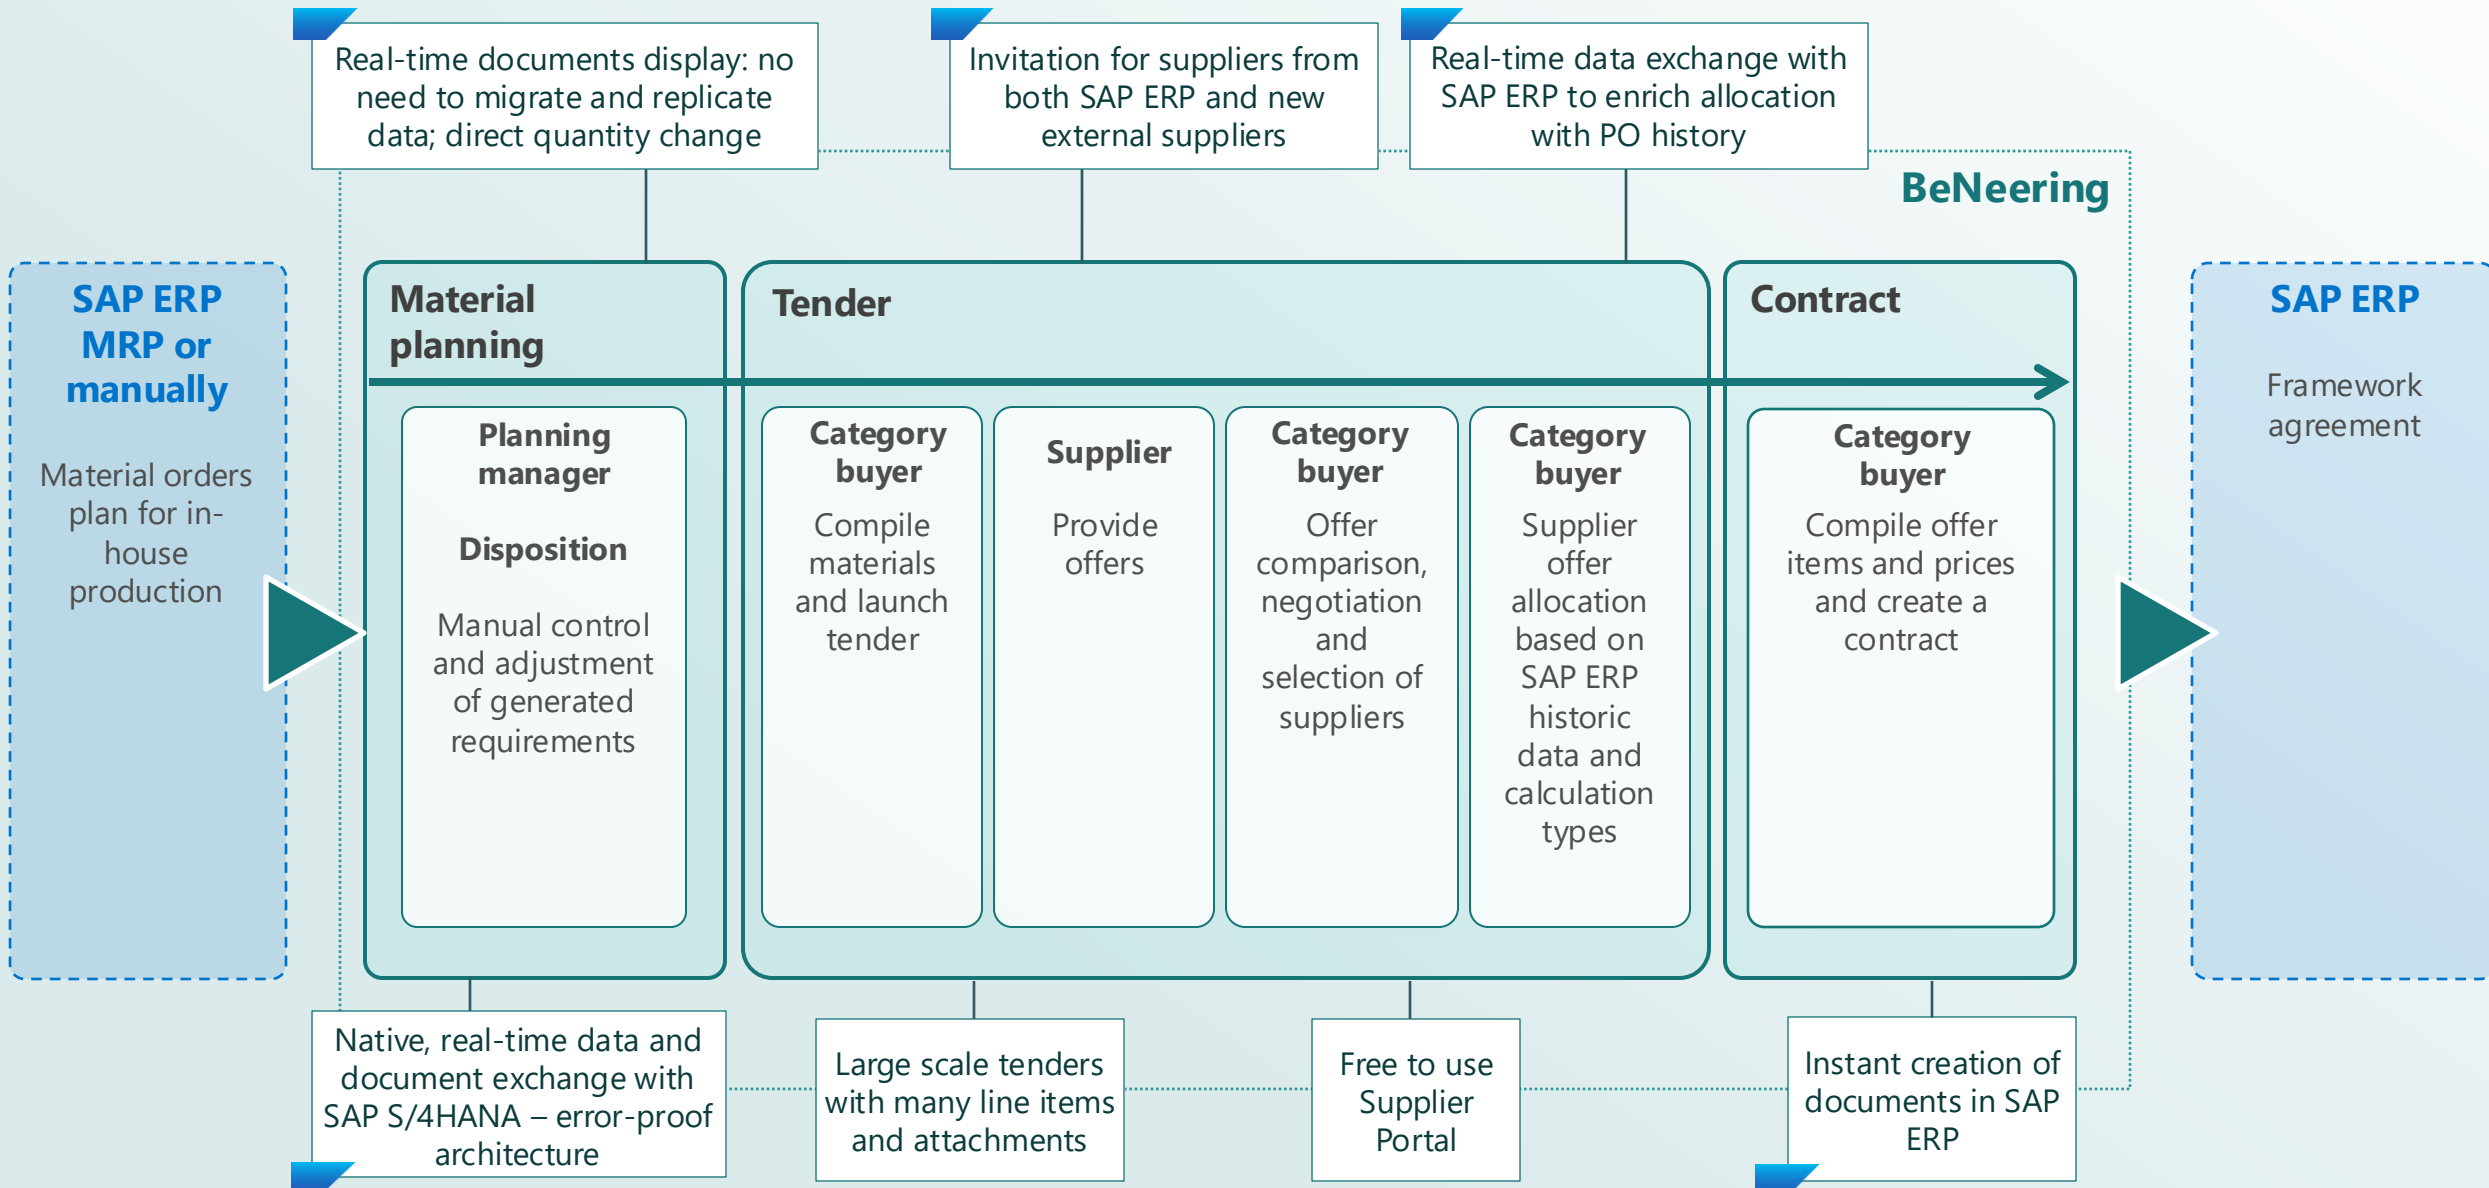 Real-time documents display: no
need to migrate and replicate
data; direct quantity change
Invitation for suppliers from
both SAP ERP and new
external suppliers
Real-time data exchange with
SAP ERP to enrich allocation
with PO history
BeNeering
SAP ERP
MRP or
manually
Material orders
plan for in-
house
production
Material
planning
Planning
manager
Disposition
Manual control
and adjustment
of generated
requirements
Tender
Category
buyer
Compile
materials
and launch
tender
Supplier
Provide
offers
Category
buyer
Offer
comparison,
negotiation
and
selection of
suppliers
Category
buyer
Supplier
offer
allocation
based on
SAP ERP
historic
data and
calculation
types
Contract
Category
buyer
Compile offer
items and prices
and create a
contract
SAP ERP
Framework
agreement
Native, real-time data and
document exchange with
SAP S/4HANA – error-proof
architecture
Large scale tenders
with many line items
and attachments
Free to use
Supplier
Portal
Instant creation of
documents in SAP
ERP